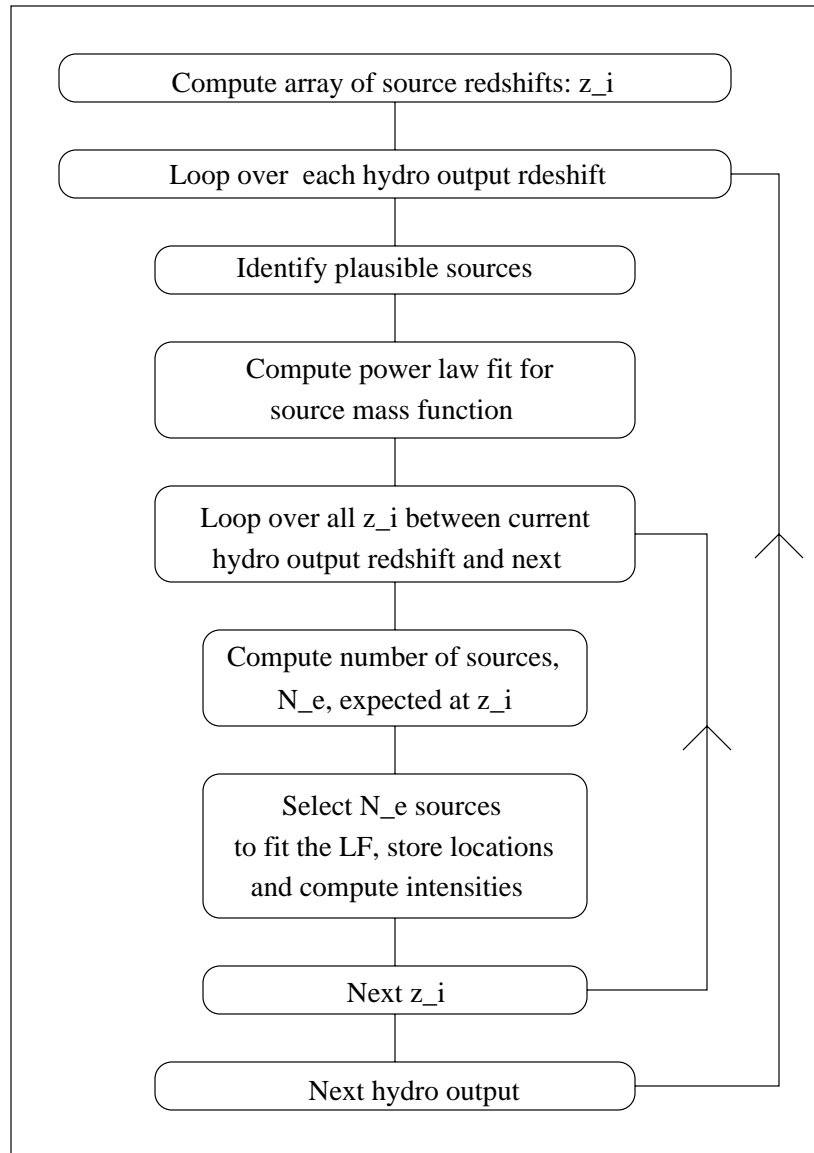 Compute array of source redshifts: z_i
Loop over each hydro output rdeshift
Identify plausible sources
Compute power law fit for
source mass function
Loop over all z_i between current
hydro output redshift and next
Compute number of sources,
N_e, expected at z_i
Select N_e sources
to fit the LF, store locations
and compute intensities
Next z_i
Next hydro output